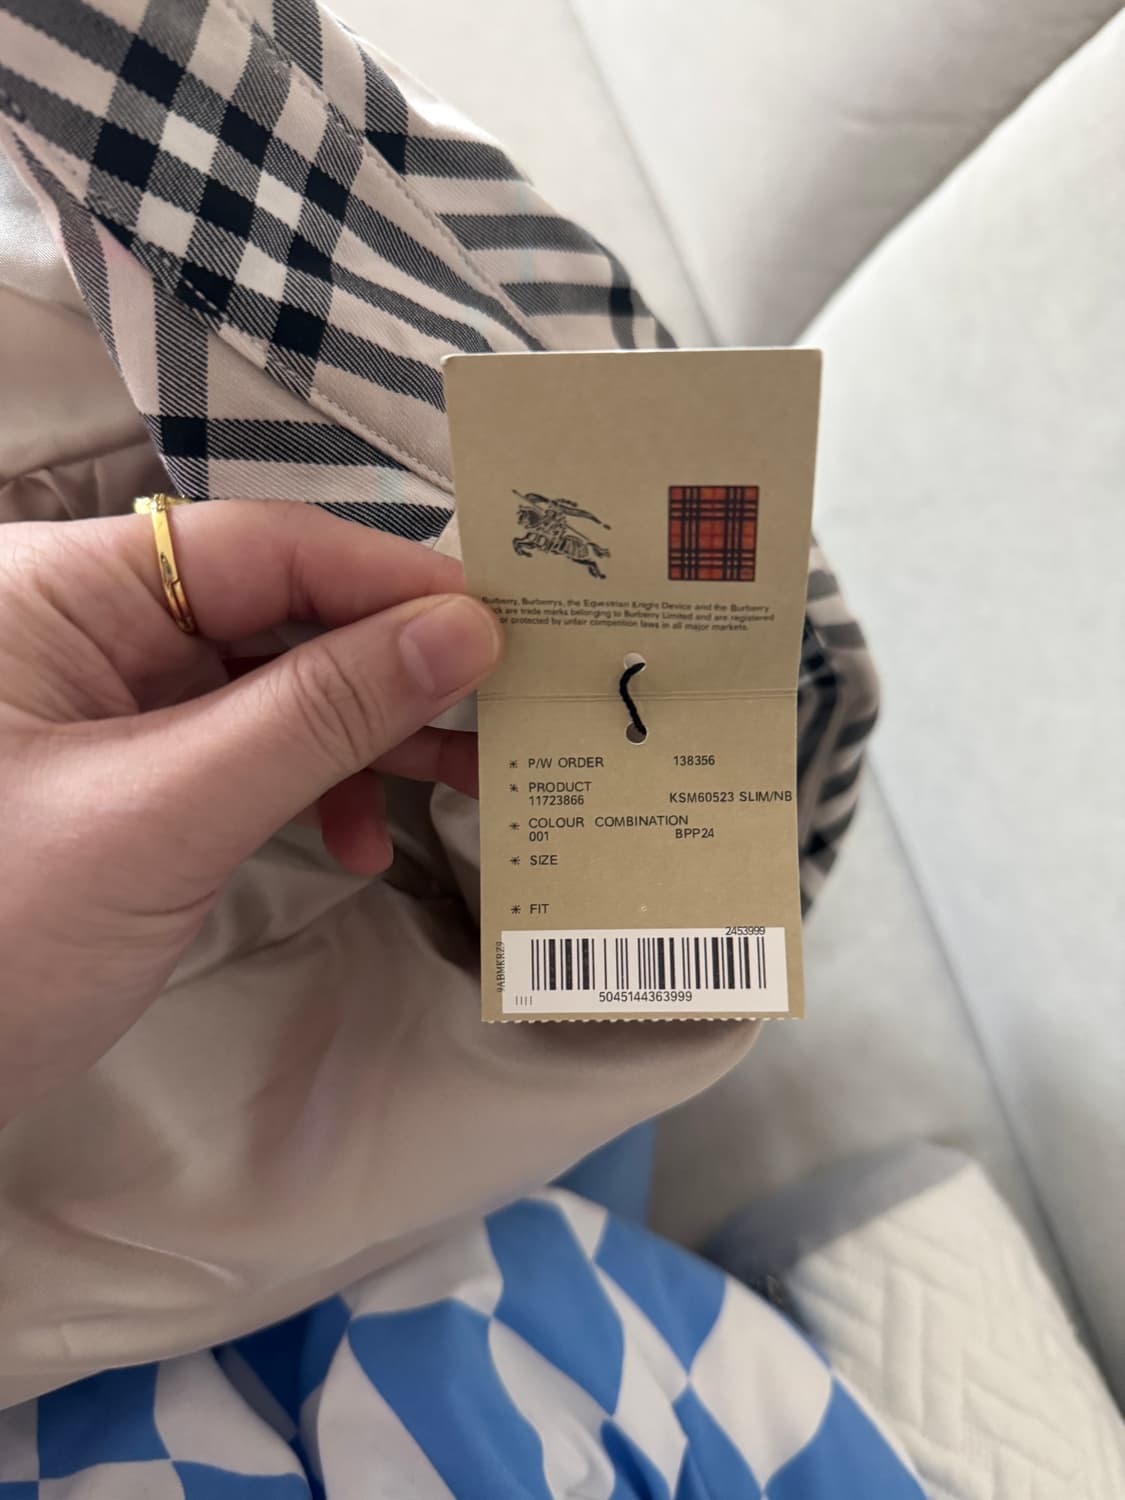 Burberry, Burberrys, the Equestrian Knight Device and the Burberry
are trade marks belonging to Burberry Limited and are registered
or protected by unfair competition laws in all major markets.
* P/W ORDER 138356
* PRODUCT
11723866 KSM60523 SLIM/NB
* COLOUR COMBINATION
001 BPP24
* SIZE
* FIT
2453999
9ABMKRZ9
5045144363999